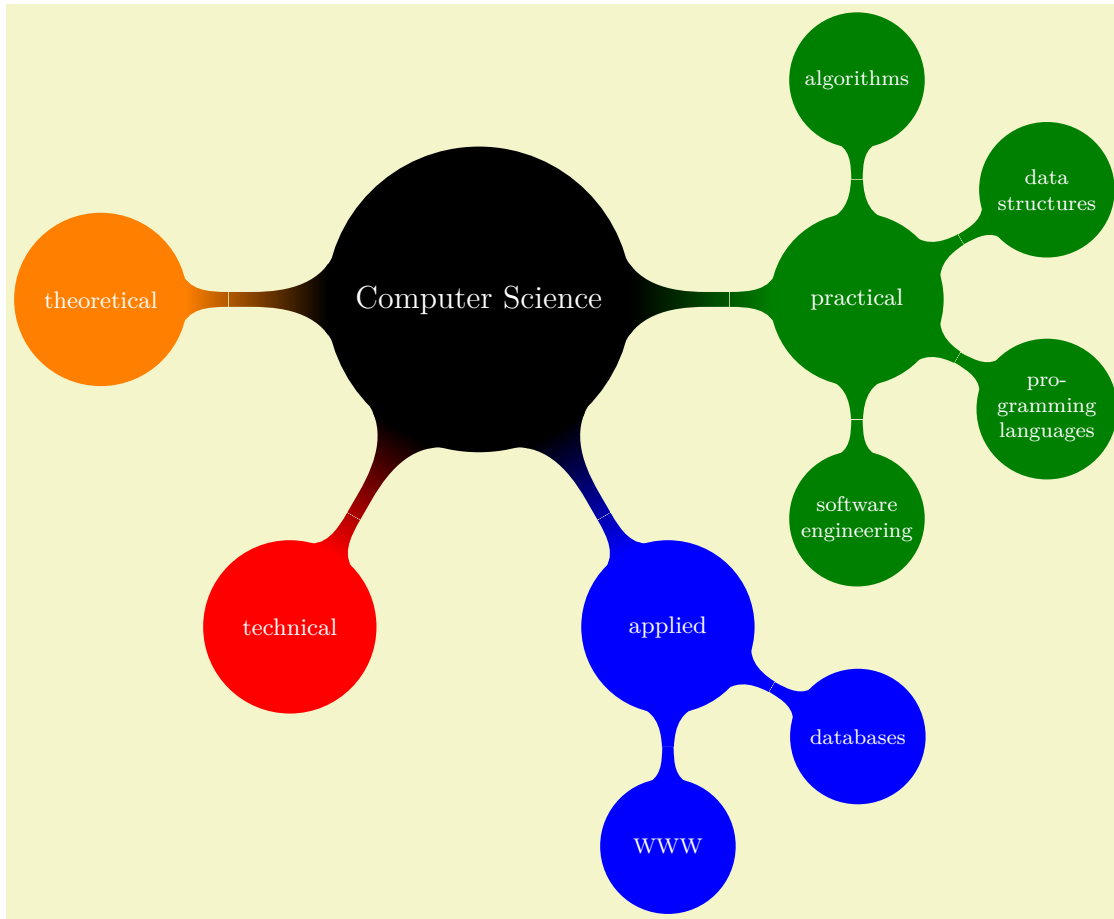 algorithms
data
structures
theoretical
Computer Science
practical
pro-
gramming
languages
software
engineering
technical
applied
databases
WWW